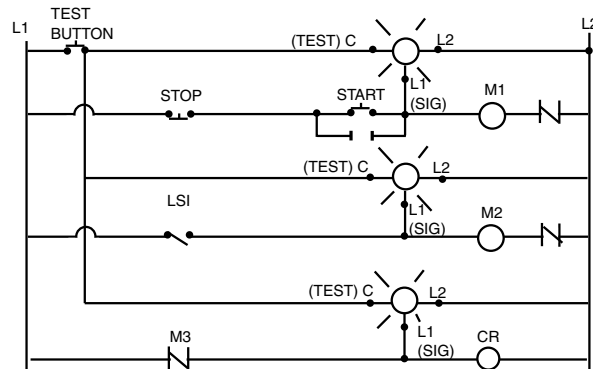 TEST
BUTTON
L1
L2
(TEST) C
L2
L1
(SIG)
STOP
START
M1
(TEST) C
L2
LSI
L1
(SIG)
M2
(TEST) C
L2
L1
(SIG)
M3
CR